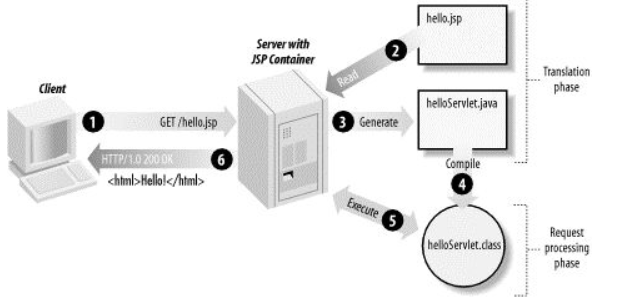 hello.jsp
Server with
JSP Container
2
Read
Client
Translation
phase
1
GET /hello.jsp
3
Generate
helloServlet.java
HTTP/1.0 200 OK
6
<html>Hello!</html>
Compile
4
Execute
5
helloServlet.class
Request
processing
phase